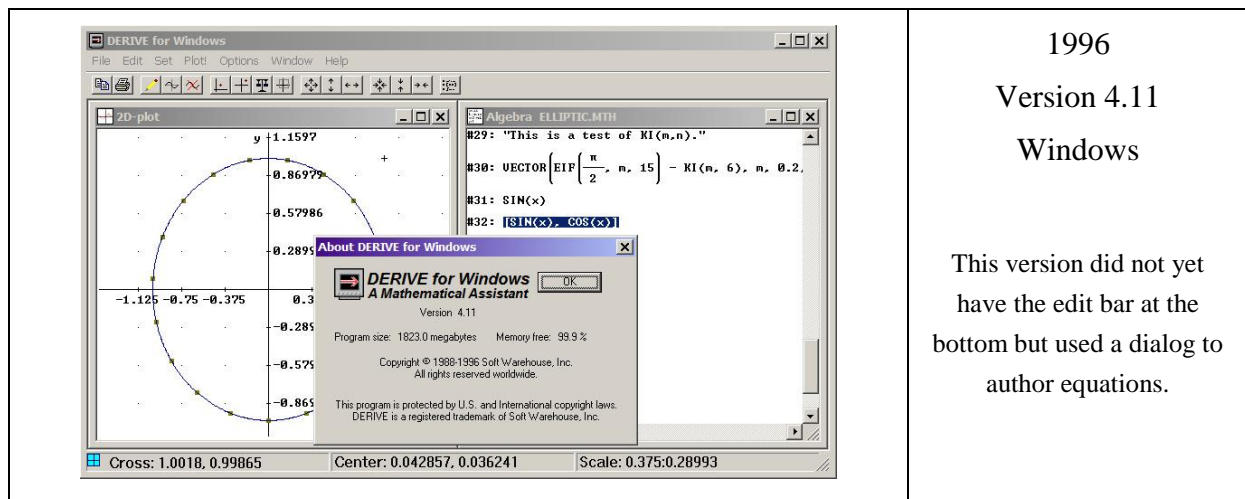 DERIVE for Windows
File Edit Set Plot! Options Window Help
2D-plot
y 1.1597
0.86979
0.57986
0.2899
-1.125 -0.75 -0.375 0.3
-0.289
-0.579
-0.869
Algebra ELLIPTIC.MTH
#29: "This is a test of KI(m,n)."
#30: VECTOR(EIF(π/2, m, 15) - KI(m, 6), m, 0.2,
#31: SIN(x)
#32: [SIN(x), COS(x)]
About DERIVE for Windows
DERIVE for Windows
A Mathematical Assistant
OK
Version 4.11
Program size: 1823.0 megabytes Memory free: 99.9 %
Copyright © 1988-1996 Soft Warehouse, Inc.
All rights reserved worldwide.
This program is protected by U.S. and International copyright laws.
DERIVE is a registered trademark of Soft Warehouse, Inc.
Cross: 1.0018, 0.99865 Center: 0.042857, 0.036241 Scale: 0.375:0.28993
1996
Version 4.11
Windows
This version did not yet
have the edit bar at the
bottom but used a dialog to
author equations.